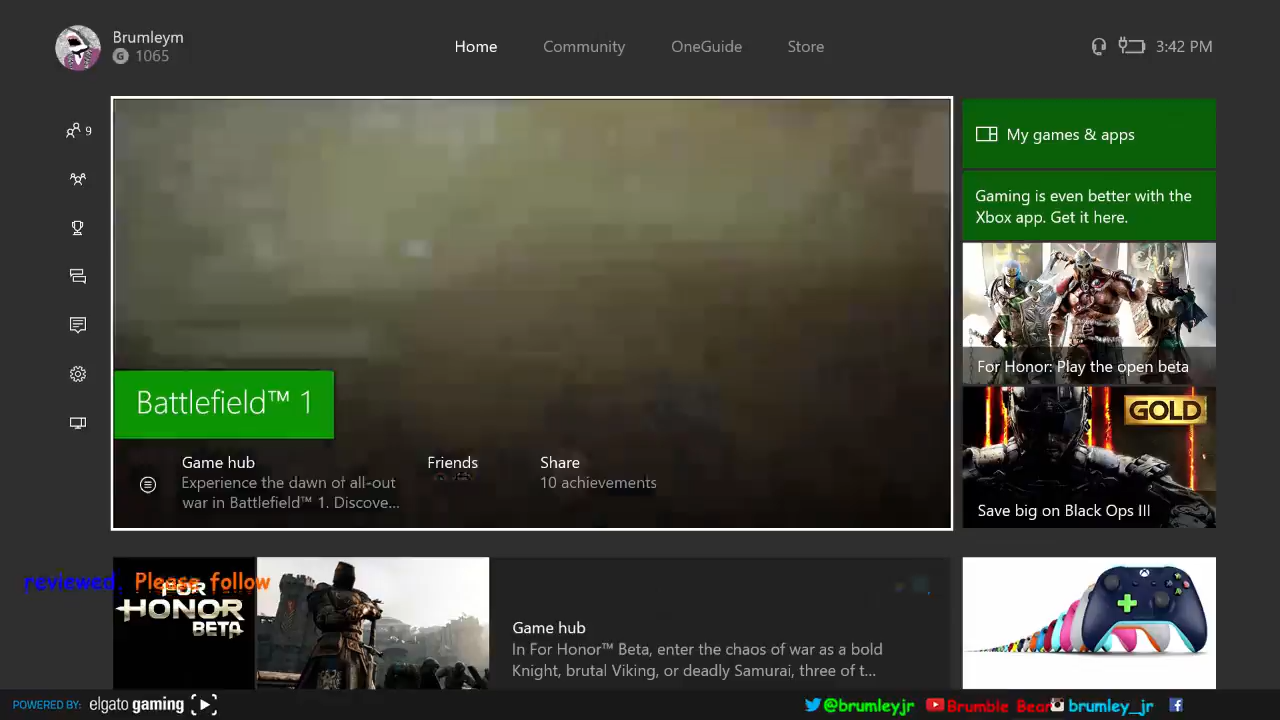 Brumleym
G 1065
Home Community OneGuide Store
3:42 PM
9
My games & apps
Gaming is even better with the
Xbox app. Get it here.
For Honor: Play the open beta
GOLD
Save big on Black Ops III
Battlefield™ 1
Game hub
Experience the dawn of all-out
war in Battlefield™ 1. Discove...
Friends
Share
10 achievements
reviewed. Please follow
FOR
HONOR
BETA
Game hub
In For Honor™ Beta, enter the chaos of war as a bold
Knight, brutal Viking, or deadly Samurai, three of t...
POWERED BY: elgato gaming
@brumleyjr Brumble Bear brumley__jr